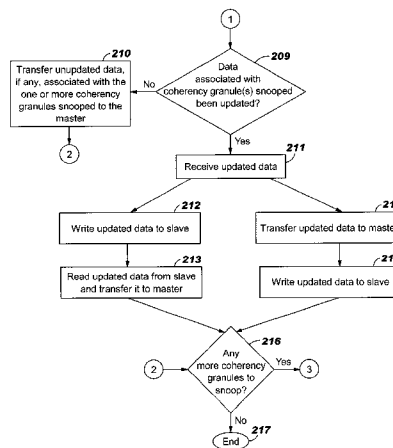 1
210
Transfer unupdated data,
if any, associated with the
one or more coherency
granules snooped to the
master
2
No
209
Data
associated with
coherency granule(s) snooped
been updated?
Yes
211
Receive updated data
212
Write updated data to slave
213
Read updated data from slave
and transfer it to master
Transfer updated data to
Write updated data to slave
216
Any
more coherency
granules to
snoop?
2
Yes
3
No
End
217